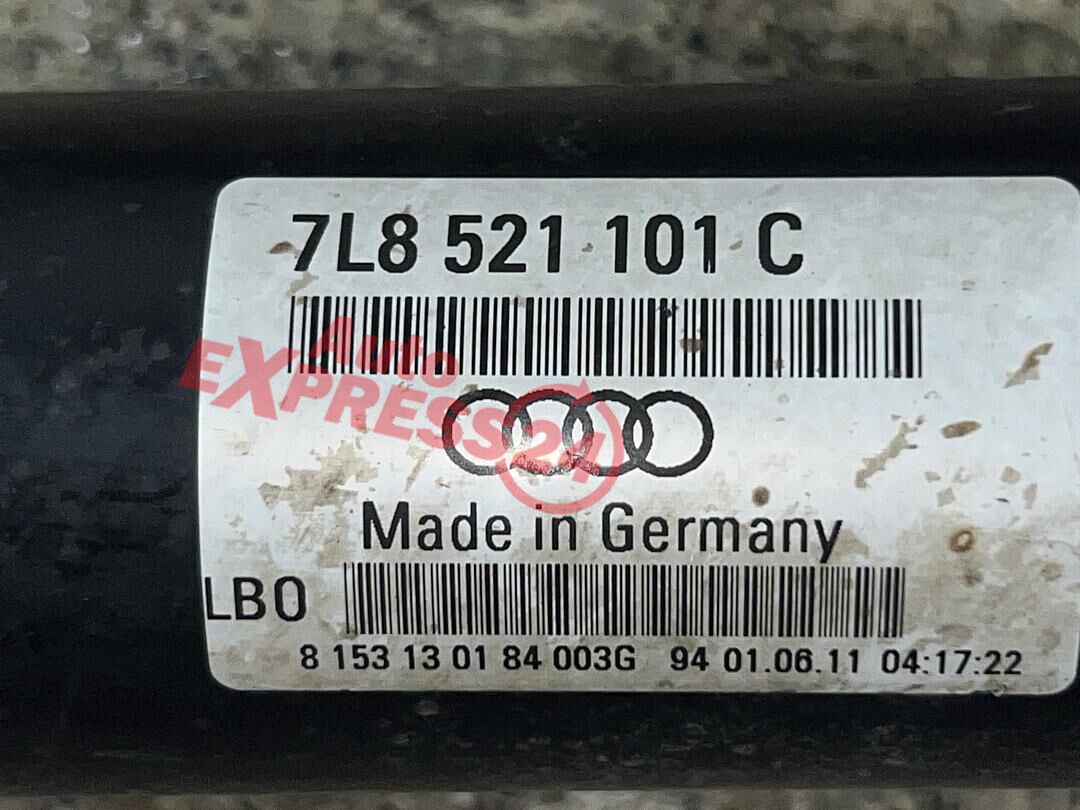 7L8 521 101 C
Auto
EXPRESS24
Made in Germany
LBO
8 153 13 01 84 003G 94 01.06.11 04:17:22